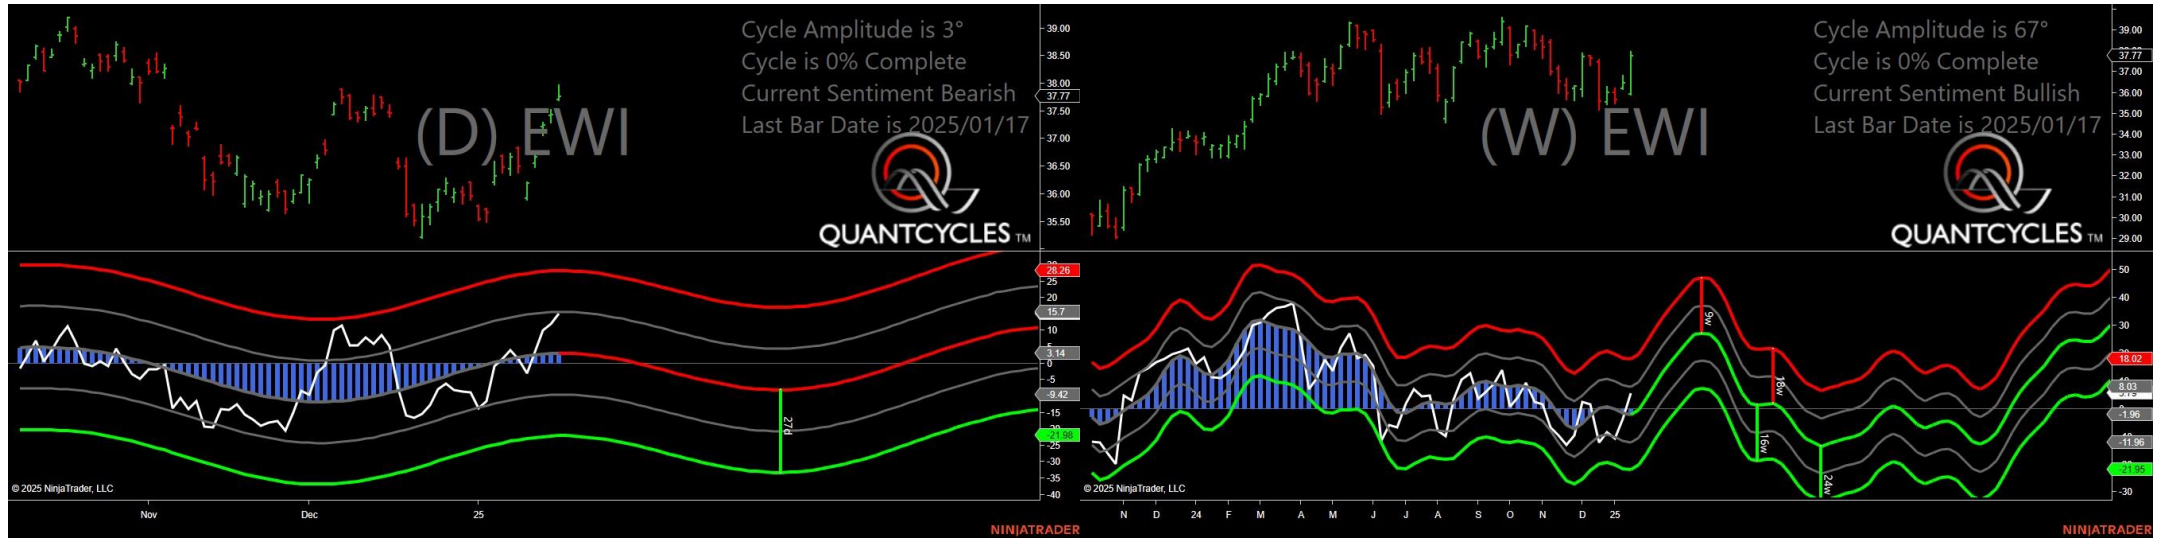 Cycle Amplitude is 3°
Cycle is 0% Complete
Current Sentiment Bearish
Last Bar Date is 2025/01/17
(D) EWI
QUANTCYCLES TM
39.00
38.50
38.00
37.77
37.50
37.00
36.50
36.00
35.50
28.26
25
20
15.7
10
5
3.14
0
-5
-9.42
-15
-21.98
-25
-30
-35
-40
27d
© 2025 NinjaTrader, LLC
Nov
Dec
25
NINJATRADER
Cycle Amplitude is 67°
Cycle is 0% Complete
Current Sentiment Bullish
Last Bar Date is 2025/01/17
(W) EWI
QUANTCYCLES TM
39.00
37.77
37.00
36.00
35.00
34.00
33.00
32.00
31.00
30.00
29.00
50
40
30
18.02
8.03
-1.96
-11.96
-21.95
-30
9w
18w
16w
24w
© 2025 NinjaTrader, LLC
N
D
24
F
M
A
M
J
J
A
S
O
N
D
25
NINJATRADER